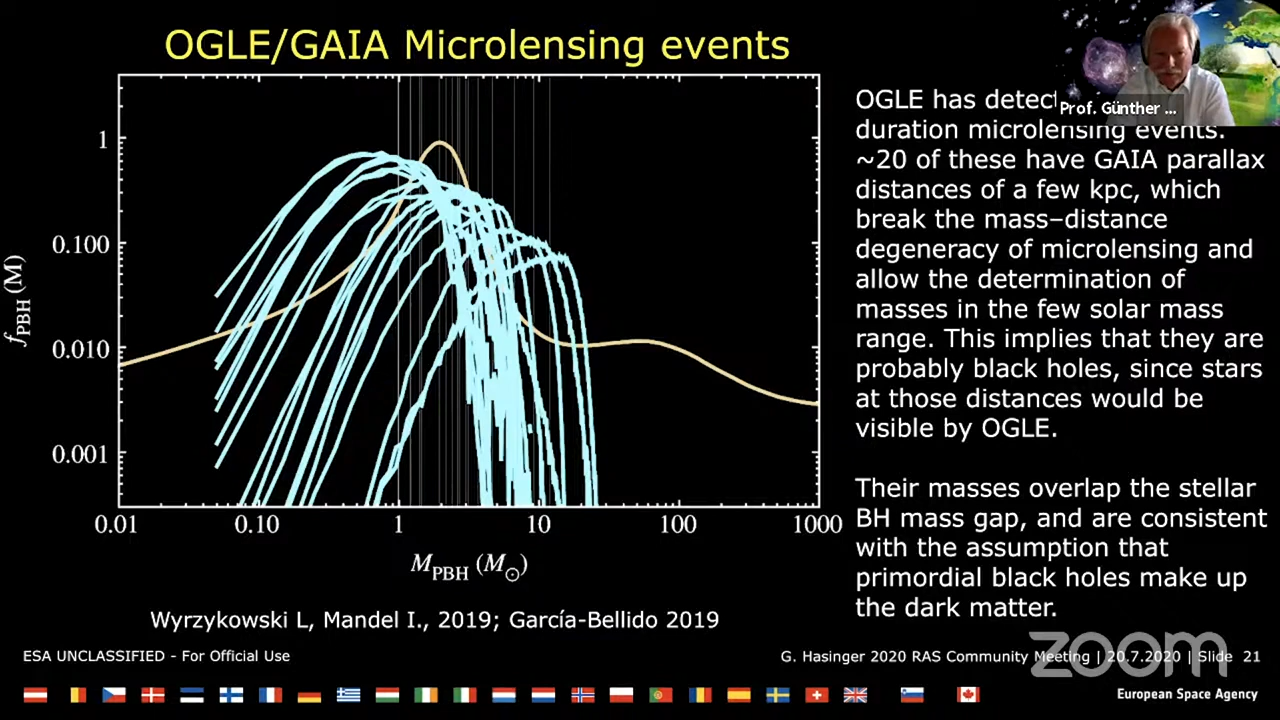 OGLE/GAIA Microlensing events
Prof. Günther ...
OGLE has detect
duration microlensing events.
~20 of these have GAIA parallax
distances of a few kpc, which
break the mass–distance
degeneracy of microlensing and
allow the determination of
masses in the few solar mass
range. This implies that they are
probably black holes, since stars
at those distances would be
visible by OGLE.
Their masses overlap the stellar
BH mass gap, and are consistent
with the assumption that
primordial black holes make up
the dark matter.
1
0.100
0.010
0.001
f_PBH (M)
0.01 0.10 1 10 100 1000
M_PBH (M_⊙)
Wyrzykowski L, Mandel I., 2019; García-Bellido 2019
ESA UNCLASSIFIED - For Official Use
G. Hasinger 2020 RAS Community Meeting | 20.7.2020 | Slide 21
zoom
European Space Agency